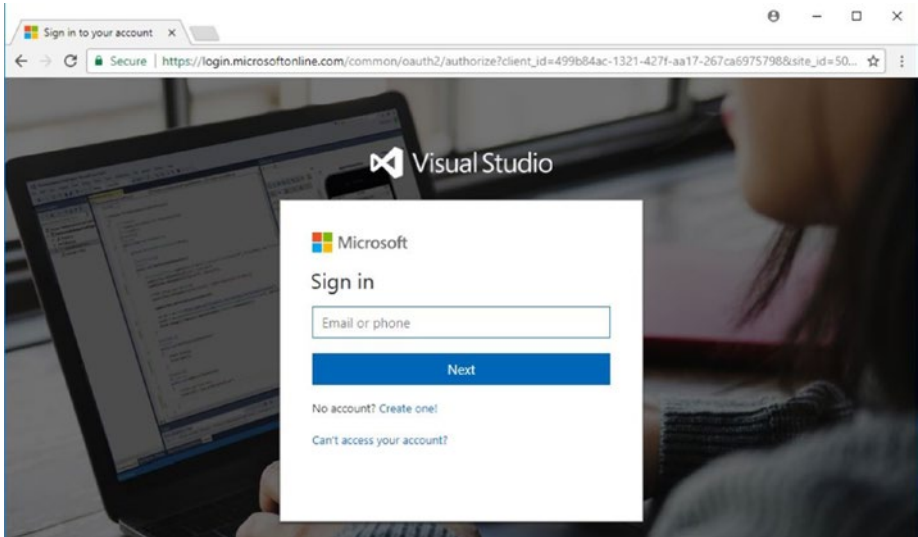 Sign in to your account
Secure | https://login.microsoftonline.com/common/oauth2/authorize?client_id=499b84ac-1321-427f-aa17-267ca6975798&site_id=50...
Visual Studio
Microsoft
Sign in
Email or phone
Next
No account? Create one!
Can't access your account?